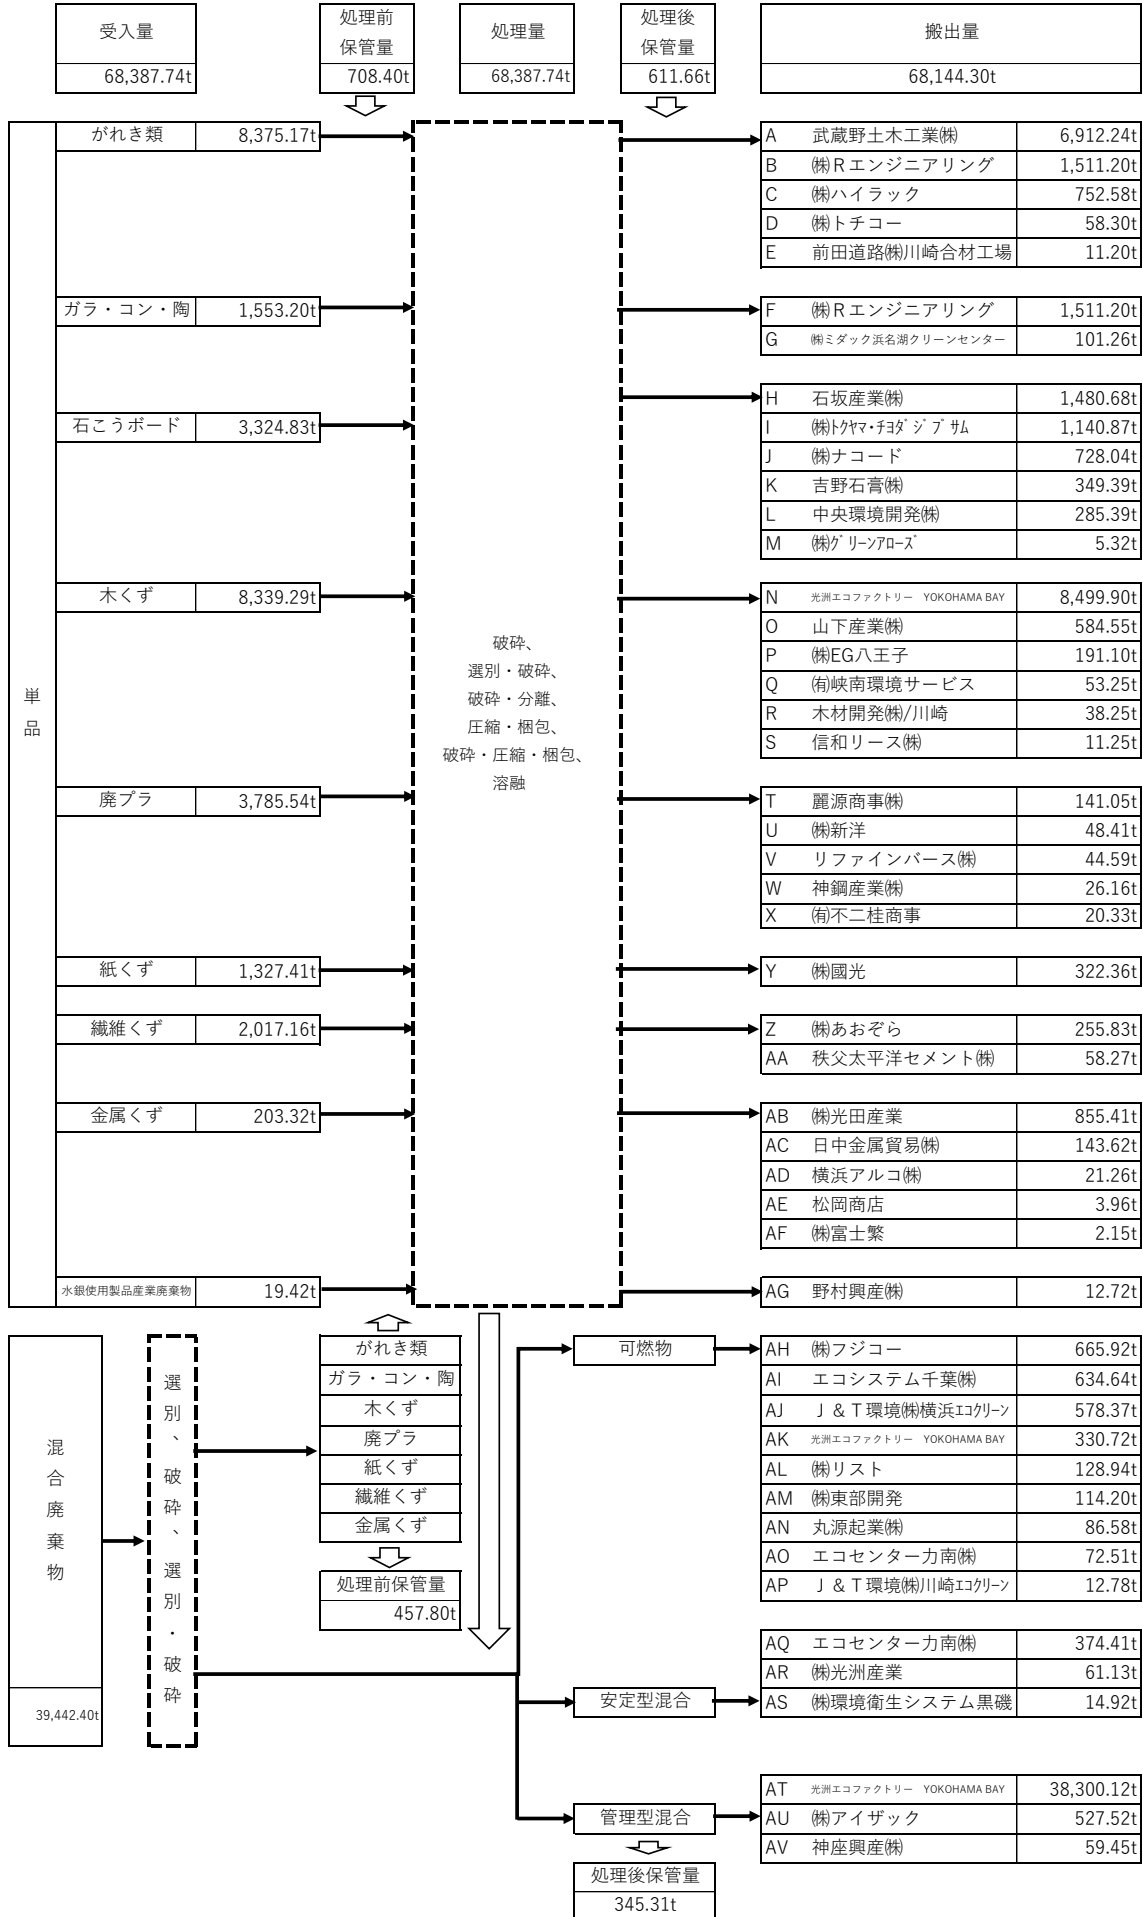 受入量
68,387.74t
処理前
保管量
708.40t
処理量
68,387.74t
処理後
保管量
611.66t
搬出量
68,144.30t
単品
がれき類 8,375.17t
ガラ・コン・陶 1,553.20t
石こうボード 3,324.83t
木くず 8,339.29t
廃プラ 3,785.54t
紙くず 1,327.41t
繊維くず 2,017.16t
金属くず 203.32t
水銀使用製品産業廃棄物 19.42t
破砕、
選別・破砕、
破砕・分離、
圧縮・梱包、
破砕・圧縮・梱包、
溶融
A 武蔵野土木工業㈱ 6,912.24t
B ㈱Rエンジニアリング 1,511.20t
C ㈱ハイラック 752.58t
D ㈱トチコー 58.30t
E 前田道路㈱川崎合材工場 11.20t
F ㈱Rエンジニアリング 1,511.20t
G ㈱ミダック浜名湖クリーンセンター 101.26t
H 石坂産業㈱ 1,480.68t
I ㈱ﾄｸﾔﾏ・ﾁﾖﾀﾞｼﾞﾌﾟｻﾑ 1,140.87t
J ㈱ナコード 728.04t
K 吉野石膏㈱ 349.39t
L 中央環境開発㈱ 285.39t
M ㈱ｸﾞﾘｰﾝｱﾛｰｽﾞ 5.32t
N 光洲エコファクトリー YOKOHAMA BAY 8,499.90t
O 山下産業㈱ 584.55t
P ㈱EG八王子 191.10t
Q ㈲峡南環境サービス 53.25t
R 木材開発㈱/川崎 38.25t
S 信和リース㈱ 11.25t
T 麗源商事㈱ 141.05t
U ㈱新洋 48.41t
V リファインバース㈱ 44.59t
W 神鋼産業㈱ 26.16t
X ㈲不二桂商事 20.33t
Y ㈱國光 322.36t
Z ㈱あおぞら 255.83t
AA 秩父太平洋セメント㈱ 58.27t
AB ㈱光田産業 855.41t
AC 日中金属貿易㈱ 143.62t
AD 横浜アルコ㈱ 21.26t
AE 松岡商店 3.96t
AF ㈱富士繁 2.15t
AG 野村興産㈱ 12.72t
混合廃棄物
39,442.40t
選別、破砕、選別・破砕
がれき類
ガラ・コン・陶
木くず
廃プラ
紙くず
繊維くず
金属くず
処理前保管量
457.80t
可燃物
AH ㈱フジコー 665.92t
AI エコシステム千葉㈱ 634.64t
AJ J＆T環境㈱横浜ｴｺｸﾘｰﾝ 578.37t
AK 光洲エコファクトリー YOKOHAMA BAY 330.72t
AL ㈱リスト 128.94t
AM ㈱東部開発 114.20t
AN 丸源起業㈱ 86.58t
AO エコセンター力南㈱ 72.51t
AP J＆T環境㈱川崎ｴｺｸﾘｰﾝ 12.78t
安定型混合
AQ エコセンター力南㈱ 374.41t
AR ㈱光洲産業 61.13t
AS ㈱環境衛生システム黒磯 14.92t
管理型混合
AT 光洲エコファクトリー YOKOHAMA BAY 38,300.12t
AU ㈱アイザック 527.52t
AV 神座興産㈱ 59.45t
処理後保管量
345.31t